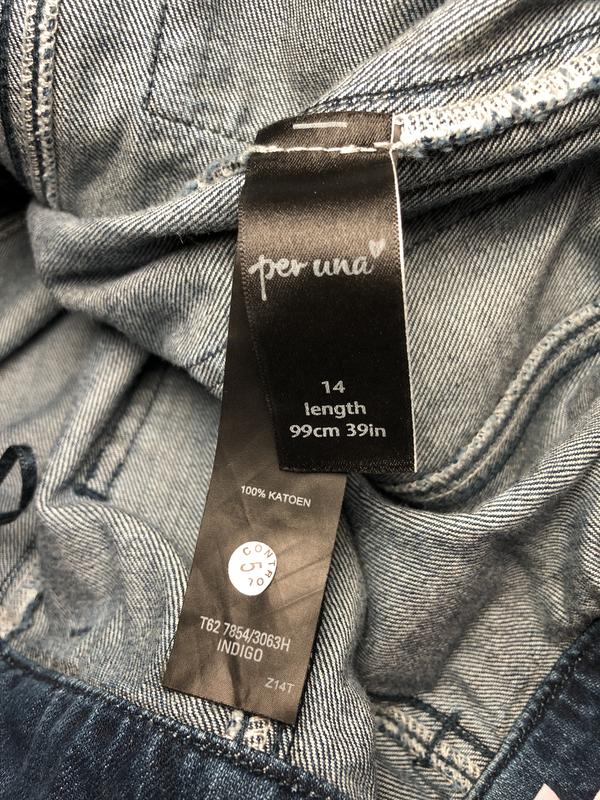 per una
14
length
99cm 39in
100% KATOEN
CONTROL
5
T62 7854/3063H
INDIGO
Z14T